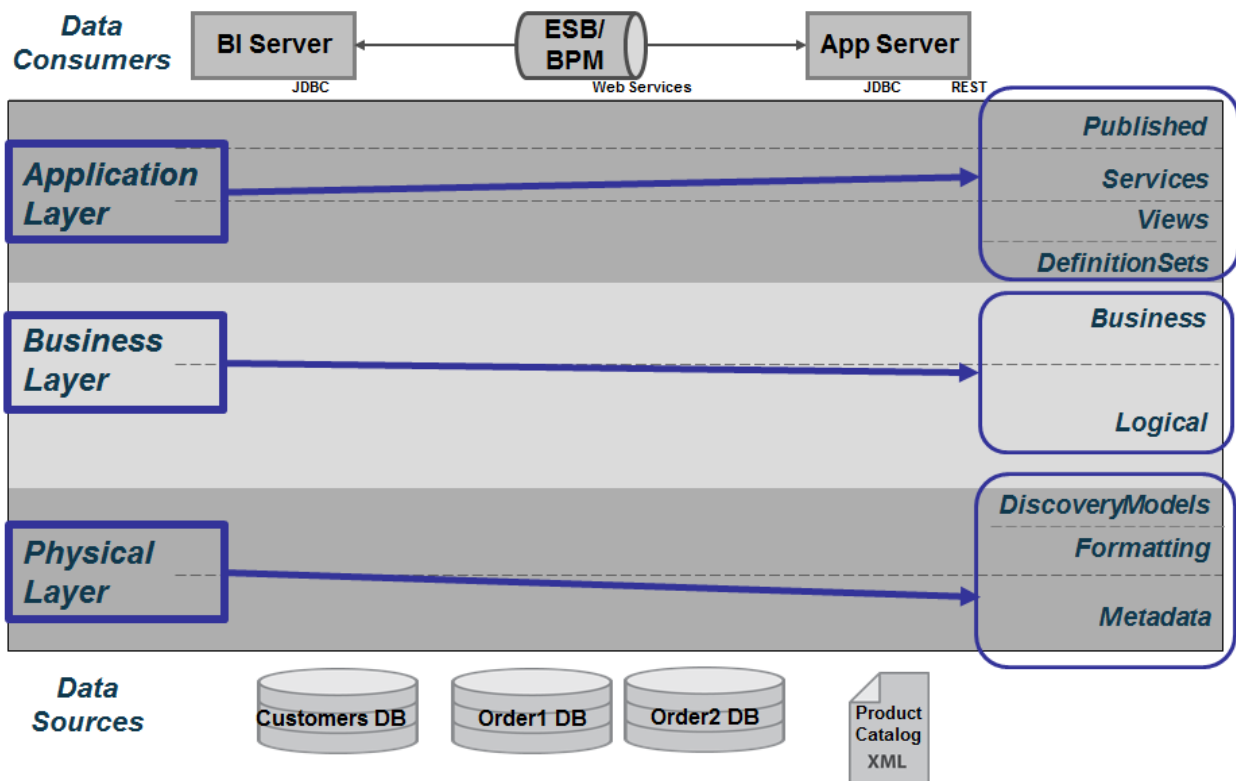 Data
Consumers
BI Server
ESB/
BPM
App Server
JDBC
Web Services
JDBC
REST
Application
Layer
Published
Services
Views
DefinitionSets
Business
Layer
Business
Logical
Physical
Layer
DiscoveryModels
Formatting
Metadata
Data
Sources
Customers DB
Order1 DB
Order2 DB
Product
Catalog
XML